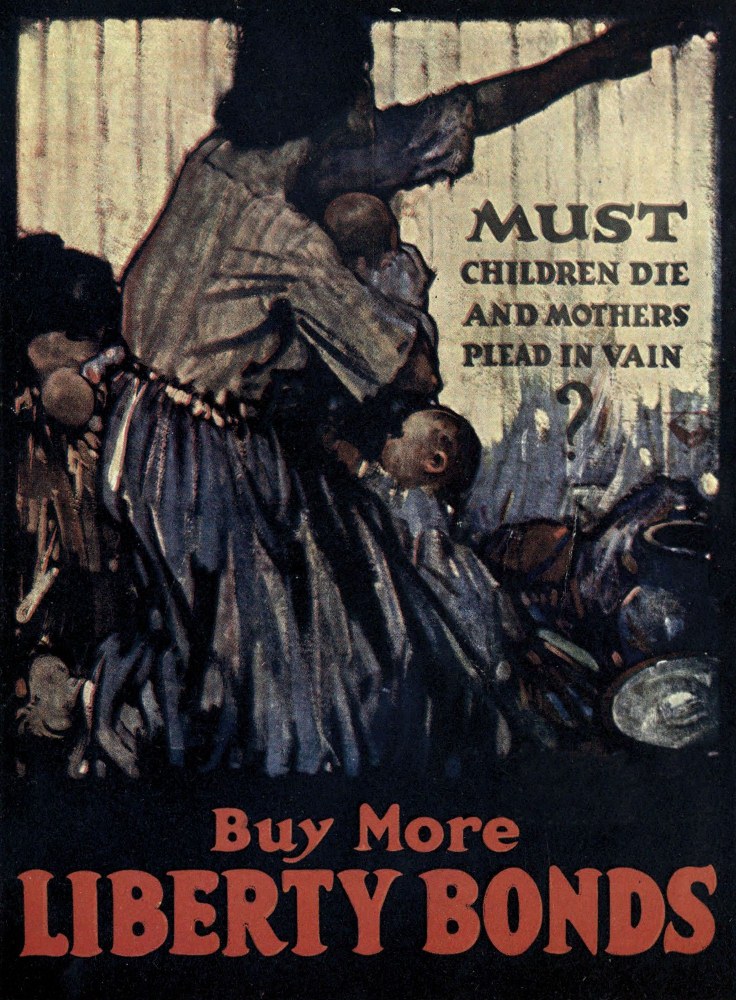 MUST
CHILDREN DIE
AND MOTHERS
PLEAD IN VAIN
?
Buy More
LIBERTY BONDS